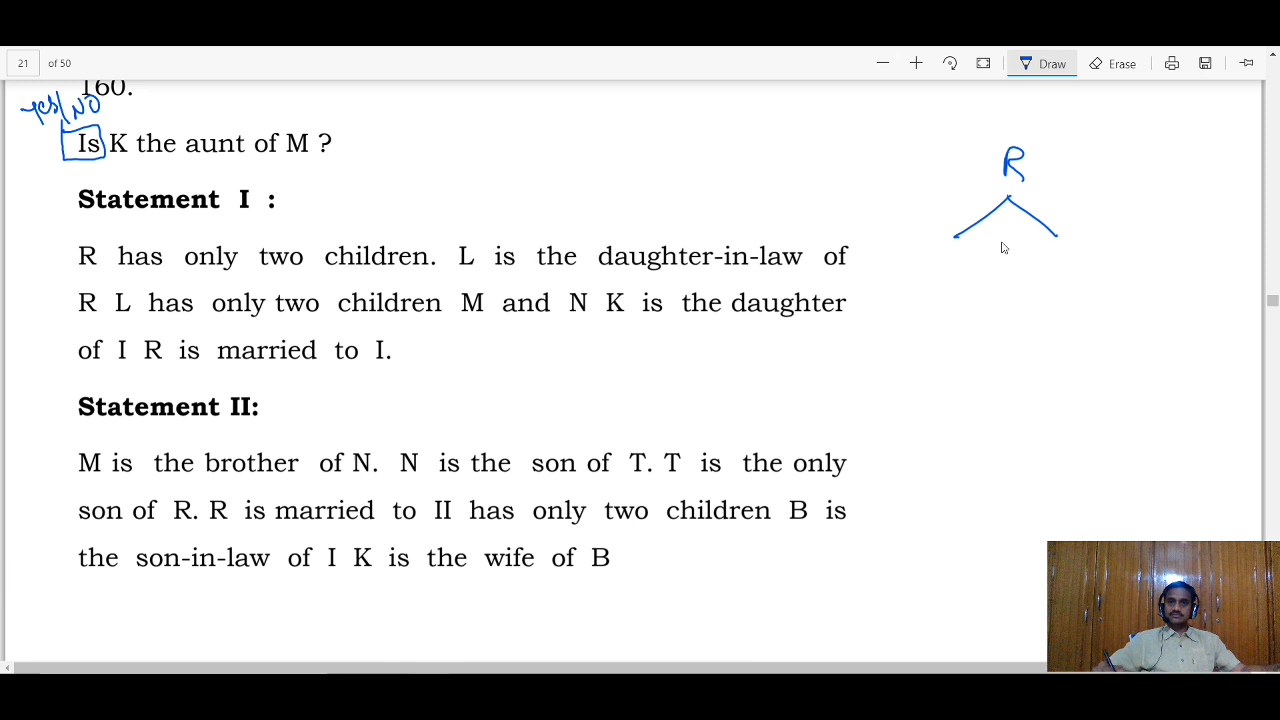 21 of 50 Draw Erase
160.
yes/NO
Is K the aunt of M ?
R
Statement I :
R has only two children. L is the daughter-in-law of
R L has only two children M and N K is the daughter
of I R is married to I.
Statement II:
M is the brother of N. N is the son of T. T is the only
son of R. R is married to II has only two children B is
the son-in-law of I K is the wife of B